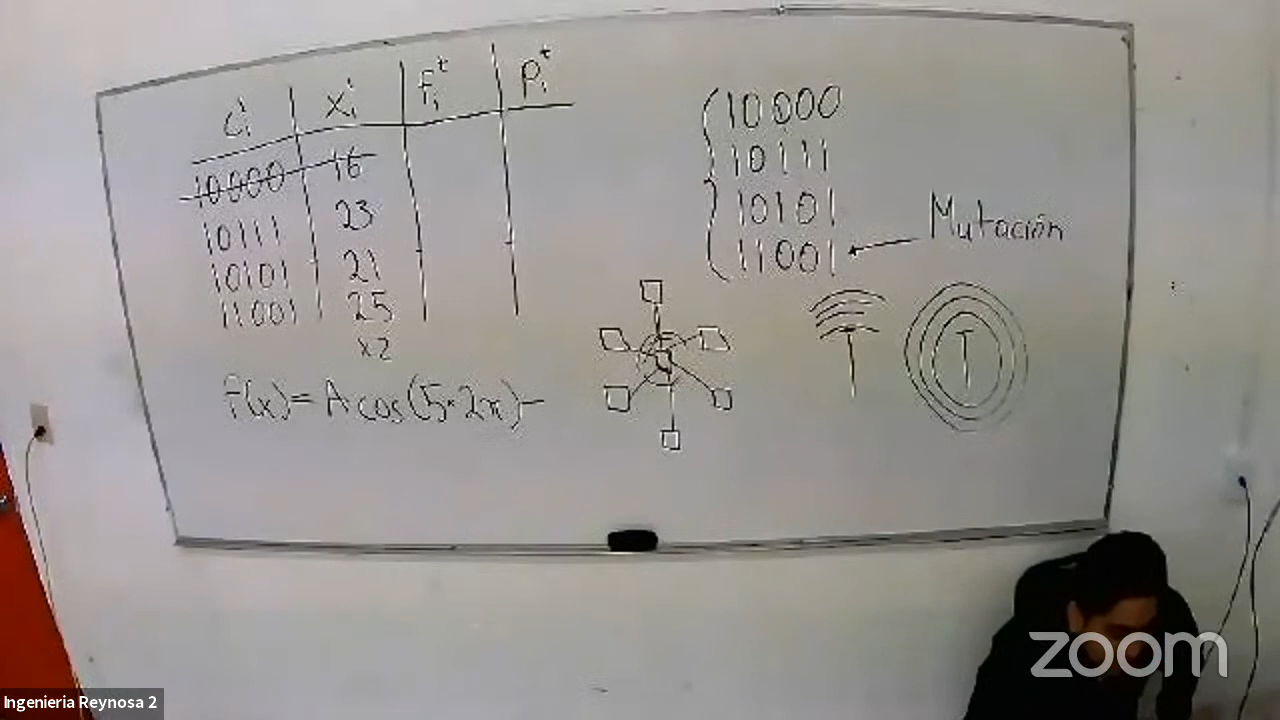 Ci Xi^t fi^t Pi^t
10000 16
10111 23
10101 21
11001 25
x2
f(x)=A cos(5·2x)-
10000
10111
10101
11001
Mutación
zoom
Ingenieria Reynosa 2